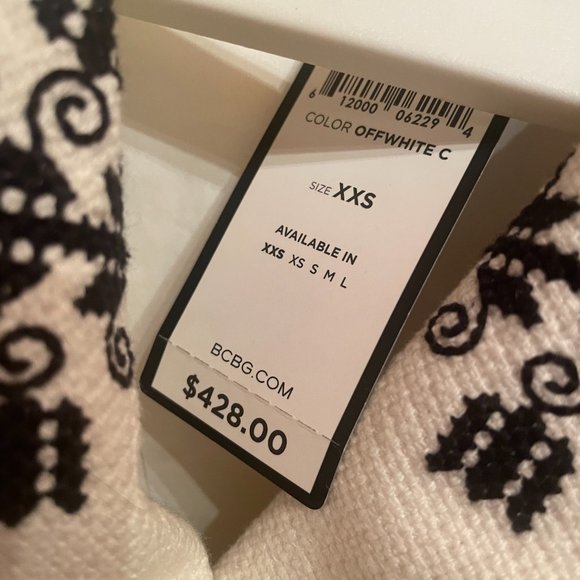 6 12000 06229 4
COLOR OFFWHITE C
SIZE XXS
AVAILABLE IN
XXS XS S M L
BCBG.COM
$428.00